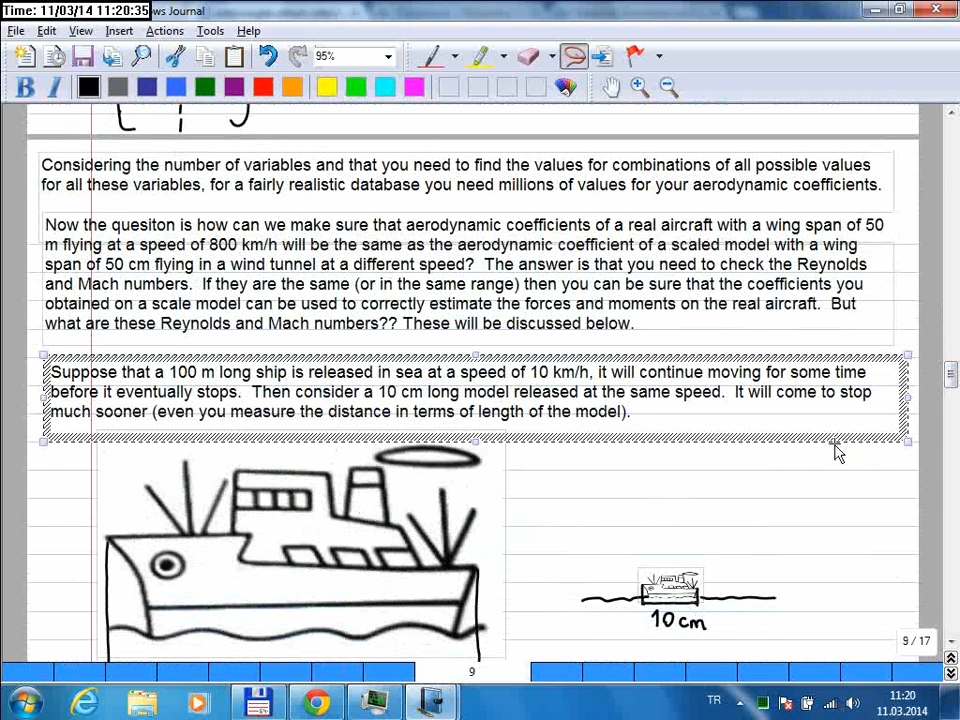 Time: 11/03/14 11:20:35
ws Journal
File Edit View Insert Actions Tools Help
95%
B I
Considering the number of variables and that you need to find the values for combinations of all possible values
for all these variables, for a fairly realistic database you need millions of values for your aerodynamic coefficients.
Now the quesiton is how can we make sure that aerodynamic coefficients of a real aircraft with a wing span of 50
m flying at a speed of 800 km/h will be the same as the aerodynamic coefficient of a scaled model with a wing
span of 50 cm flying in a wind tunnel at a different speed? The answer is that you need to check the Reynolds
and Mach numbers. If they are the same (or in the same range) then you can be sure that the coefficients you
obtained on a scale model can be used to correctly estimate the forces and moments on the real aircraft. But
what are these Reynolds and Mach numbers?? These will be discussed below.
Suppose that a 100 m long ship is released in sea at a speed of 10 km/h, it will continue moving for some time
before it eventually stops. Then consider a 10 cm long model released at the same speed. It will come to stop
much sooner (even you measure the distance in terms of length of the model).
10 cm
9 / 17
9
TR
11:20
11.03.2014